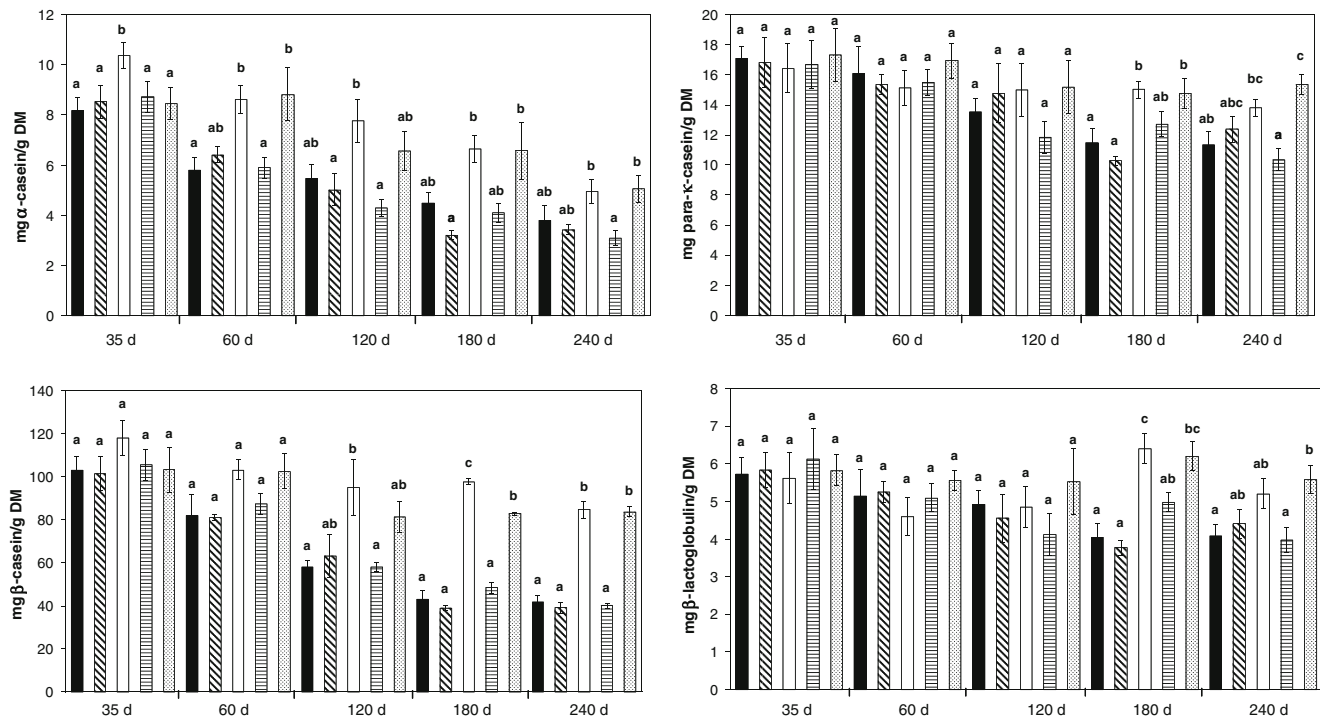 12
10
8
6
4
2
0
mg α-casein/g DM
a a b a a
a ab b a b
ab a b a ab
ab a b ab b
ab ab b a b
35 d 60 d 120 d 180 d 240 d
20
18
16
14
12
10
8
6
4
2
0
mg para-κ-casein/g DM
a a a a a
a a a a a
a a a a a
a a b ab b
ab abc bc a c
35 d 60 d 120 d 180 d 240 d
140
120
100
80
60
40
20
0
mg β-casein/g DM
a a a a a
a a a a a
a ab b a ab
a a c a b
a a b a b
35 d 60 d 120 d 180 d 240 d
8
7
6
5
4
3
2
1
0
mg β-lactoglobulin/g DM
a a a a a
a a a a a
a a a a a
a a c ab bc
ab ab ab a b
35 d 60 d 120 d 180 d 240 d